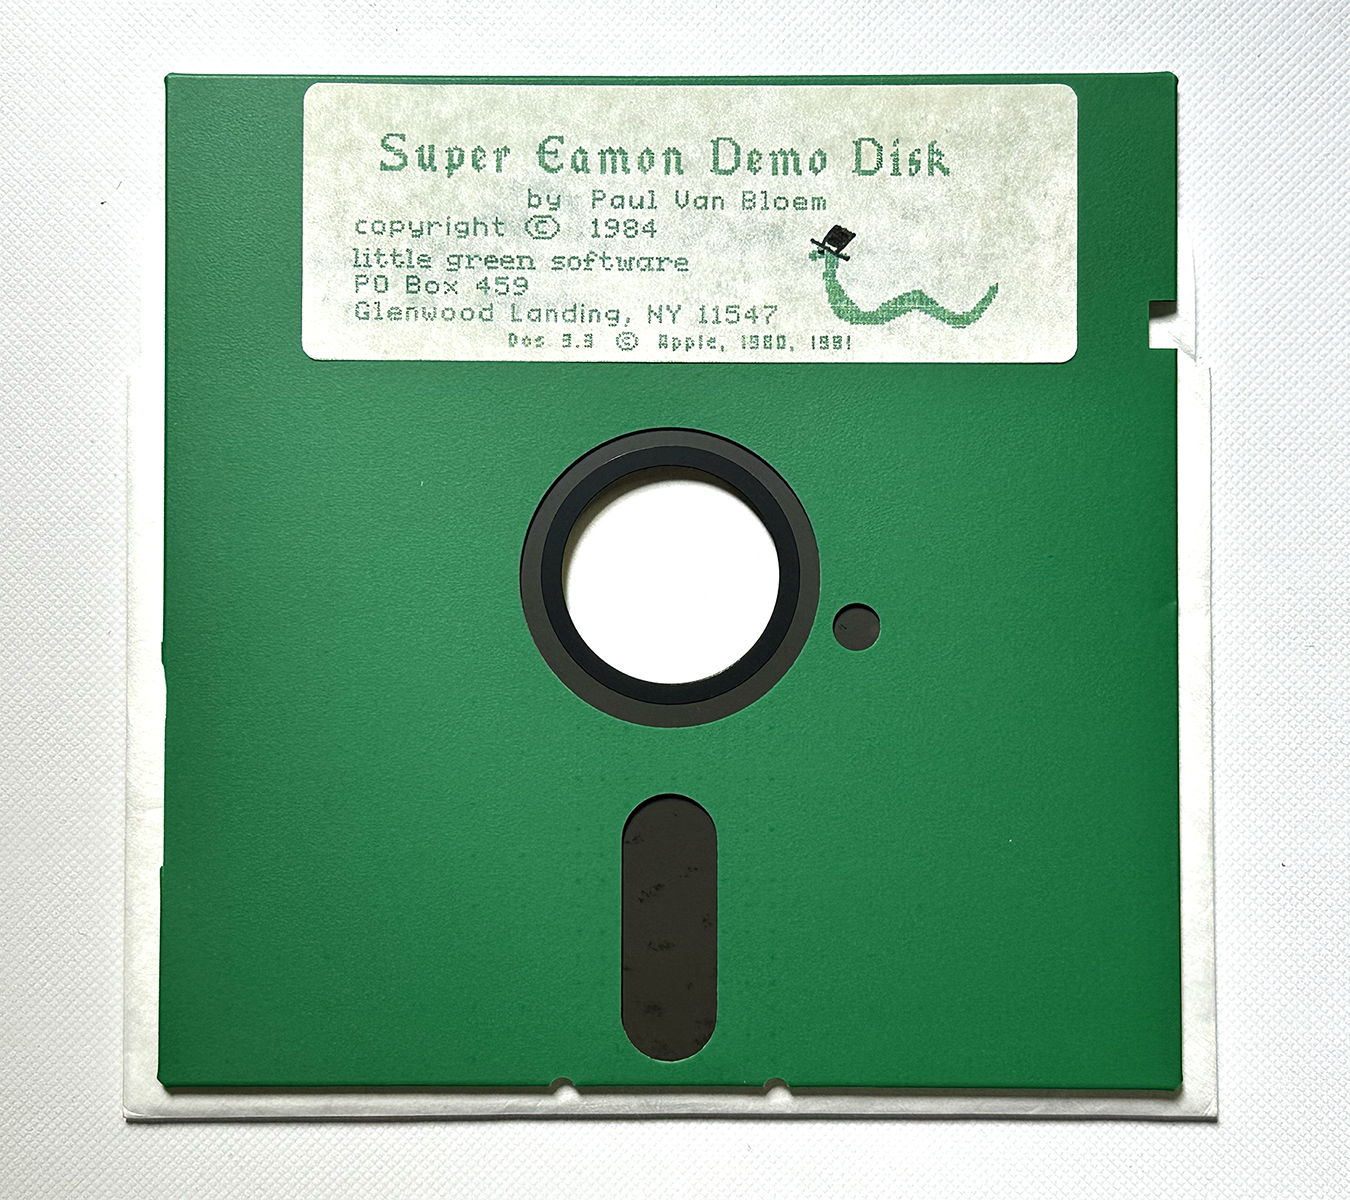 Super Eamon Demo Disk
by Paul Van Bloem
copyright © 1984
little green software
PO Box 459
Glenwood Landing, NY 11547
Dos 3.3 © Apple, 1980, 1981